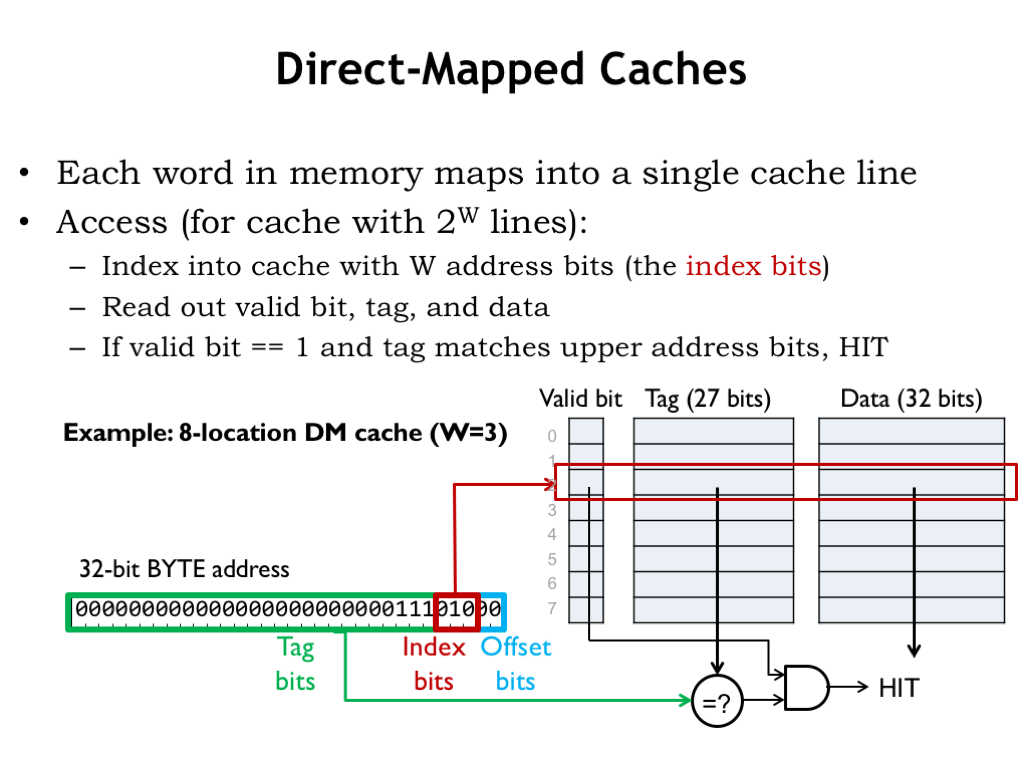 Direct-Mapped Caches
• Each word in memory maps into a single cache line
• Access (for cache with 2^W lines):
– Index into cache with W address bits (the index bits)
– Read out valid bit, tag, and data
– If valid bit == 1 and tag matches upper address bits, HIT
Valid bit Tag (27 bits) Data (32 bits)
Example: 8-location DM cache (W=3)
0
1
2
3
4
5
6
7
32-bit BYTE address
00000000000000000000000011101000
Tag bits
Index bits
Offset bits
=?
HIT